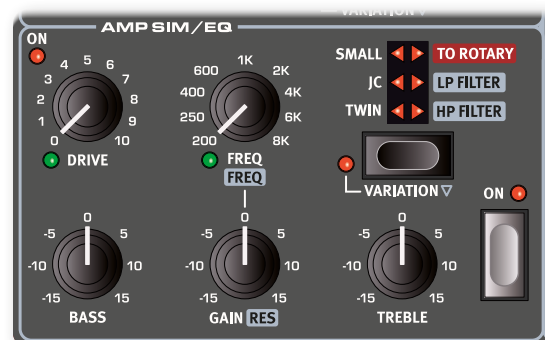 VARIATION ▽
AMP SIM/EQ
ON
0 1 2 3 4 5 6 7 8 9 10
DRIVE
200 250 400 600 1K 2K 4K 6K 8K
FREQ
FREQ
SMALL TO ROTARY
JC LP FILTER
TWIN HP FILTER
VARIATION ▽
ON
-15 -10 -5 0 5 10 15
BASS
-15 -10 -5 0 5 10 15
GAIN RES
-15 -10 -5 0 5 10 15
TREBLE